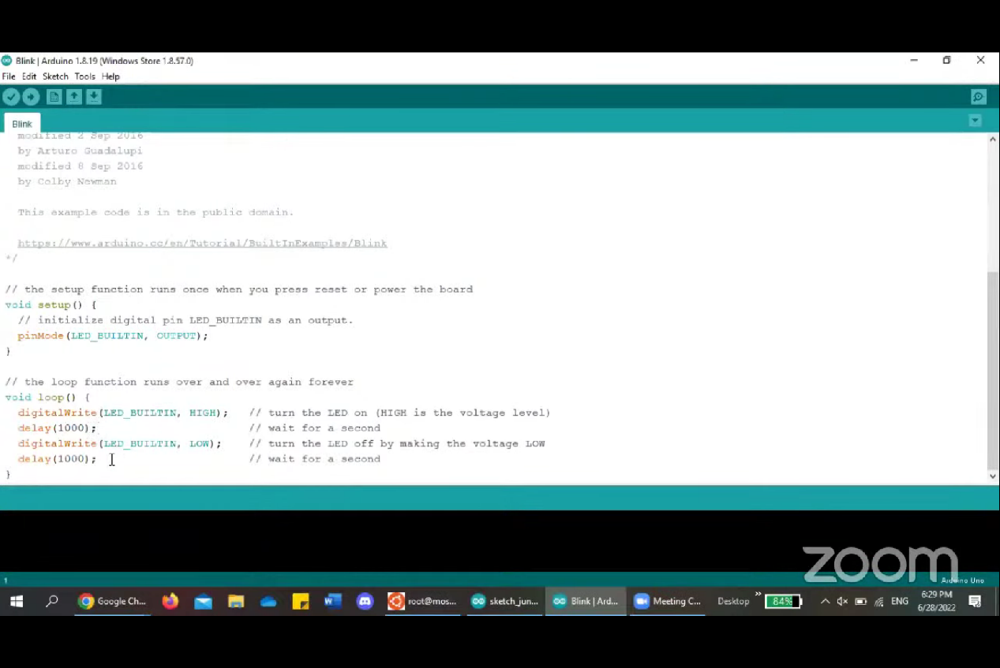 Blink | Arduino 1.8.19 (Windows Store 1.8.57.0)
File Edit Sketch Tools Help
Blink
modified 2 Sep 2016
by Arturo Guadalupi
modified 8 Sep 2016
by Colby Newman
This example code is in the public domain.
https://www.arduino.cc/en/Tutorial/BuiltInExamples/Blink
*/
// the setup function runs once when you press reset or power the board
void setup() {
// initialize digital pin LED_BUILTIN as an output.
pinMode(LED_BUILTIN, OUTPUT);
}
// the loop function runs over and over again forever
void loop() {
digitalWrite(LED_BUILTIN, HIGH); // turn the LED on (HIGH is the voltage level)
delay(1000); // wait for a second
digitalWrite(LED_BUILTIN, LOW); // turn the LED off by making the voltage LOW
delay(1000); // wait for a second
}
zoom
1 Arduino Uno
Google Ch... root@mos... sketch_jun... Blink | Ard... Meeting C... Desktop » 84% ENG 6:29 PM
6/28/2022